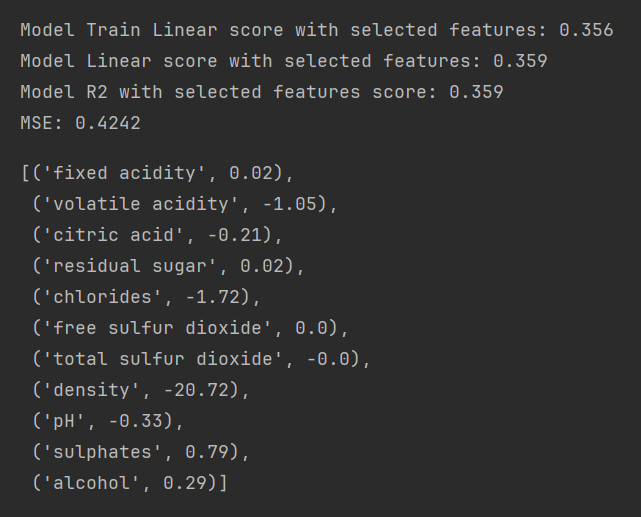 Model Train Linear score with selected features: 0.356
Model Linear score with selected features: 0.359
Model R2 with selected features score: 0.359
MSE: 0.4242
[('fixed acidity', 0.02),
('volatile acidity', -1.05),
('citric acid', -0.21),
('residual sugar', 0.02),
('chlorides', -1.72),
('free sulfur dioxide', 0.0),
('total sulfur dioxide', -0.0),
('density', -20.72),
('pH', -0.33),
('sulphates', 0.79),
('alcohol', 0.29)]